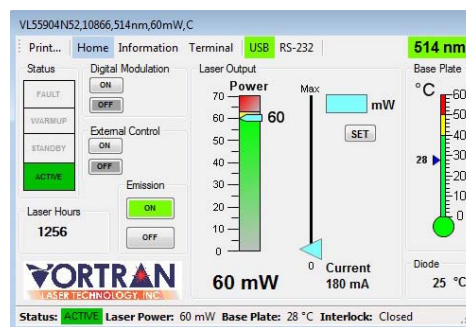 VL55904N52,10866,514nm,60mW,C
Print... Home Information Terminal USB RS-232 514 nm
Status Digital Modulation Laser Output Base Plate
FAULT ON OFF
WARMUP
STANDBY External Control ON OFF
ACTIVE
Emission ON OFF
Laser Hours
1256
Power
70
60
50
40
30
20
10
0
60
60 mW
Max
0
mW
SET
Current
180 mA
°C
60
50
40
30
20
10
0
28
Diode
25 °C
VORTRAN
LASER TECHNOLOGY, INC.
Status: ACTIVE Laser Power: 60 mW Base Plate: 28 °C Interlock: Closed